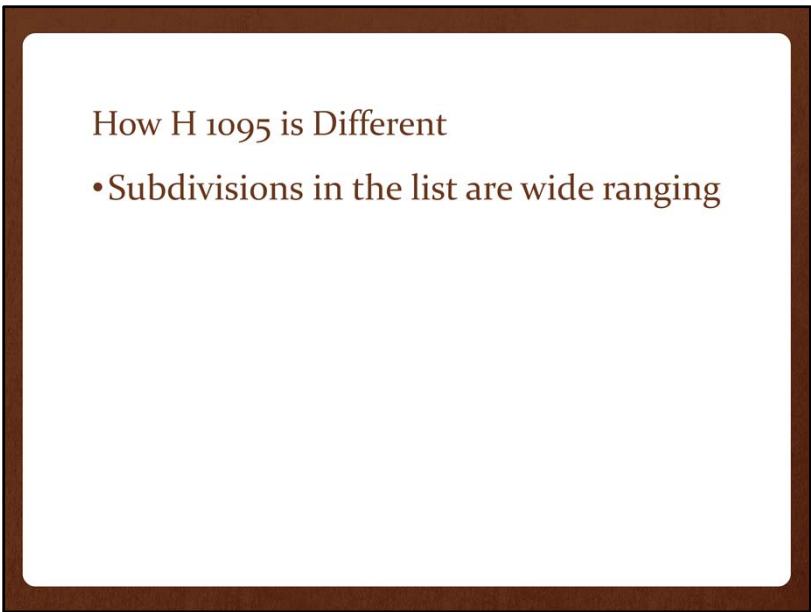 How H 1095 is Different
•Subdivisions in the list are wide ranging